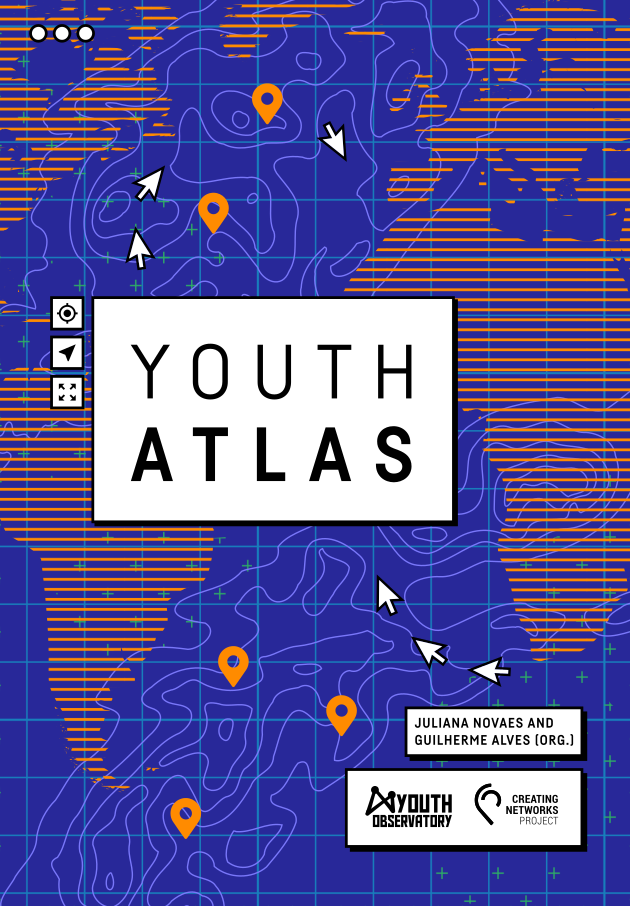 YOUTH
ATLAS
JULIANA NOVAES AND
GUILHERME ALVES (ORG.)
YOUTH
OBSERVATORY
CREATING
NETWORKS
PROJECT